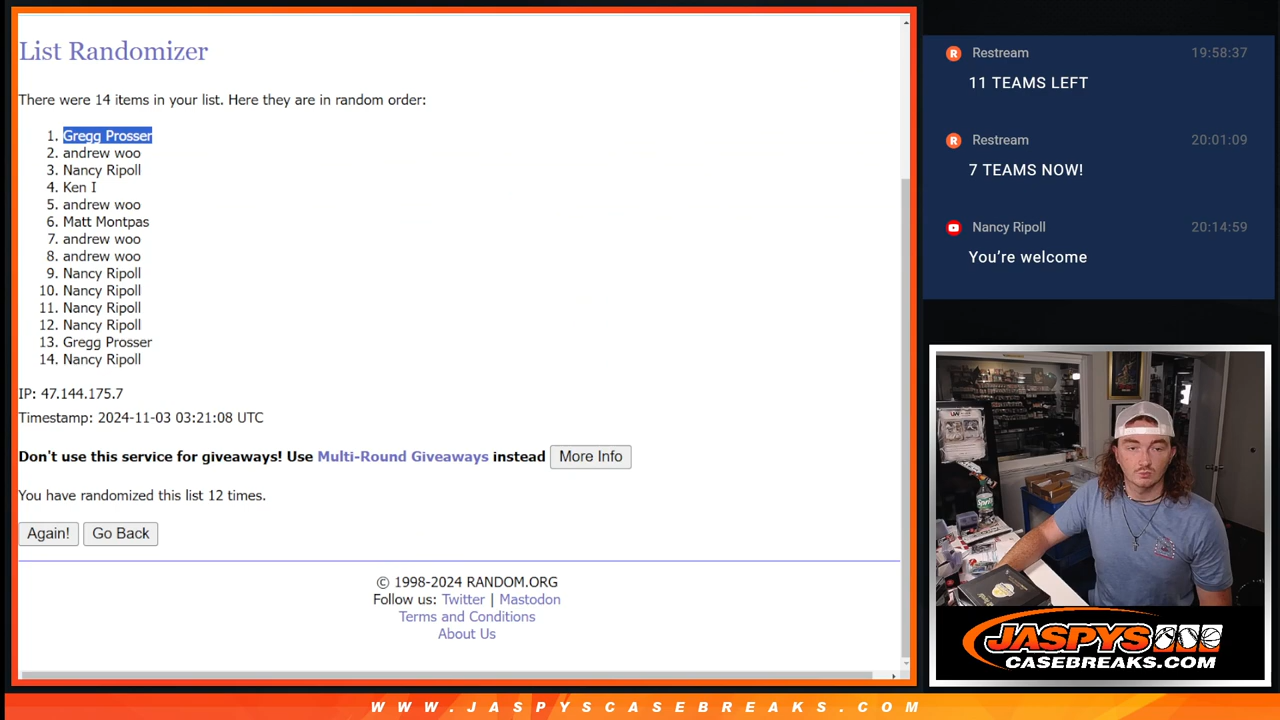 List Randomizer
There were 14 items in your list. Here they are in random order:
1. Gregg Prosser
2. andrew woo
3. Nancy Ripoll
4. Ken I
5. andrew woo
6. Matt Montpas
7. andrew woo
8. andrew woo
9. Nancy Ripoll
10. Nancy Ripoll
11. Nancy Ripoll
12. Nancy Ripoll
13. Gregg Prosser
14. Nancy Ripoll
IP: 47.144.175.7
Timestamp: 2024-11-03 03:21:08 UTC
Don't use this service for giveaways! Use Multi-Round Giveaways instead More Info
You have randomized this list 12 times.
Again! Go Back
© 1998-2024 RANDOM.ORG
Follow us: Twitter | Mastodon
Terms and Conditions
About Us
R Restream 19:58:37
11 TEAMS LEFT
R Restream 20:01:09
7 TEAMS NOW!
Nancy Ripoll 20:14:59
You’re welcome
JASPYS
CASEBREAKS.COM
WWW.JASPYSCASEBREAKS.COM